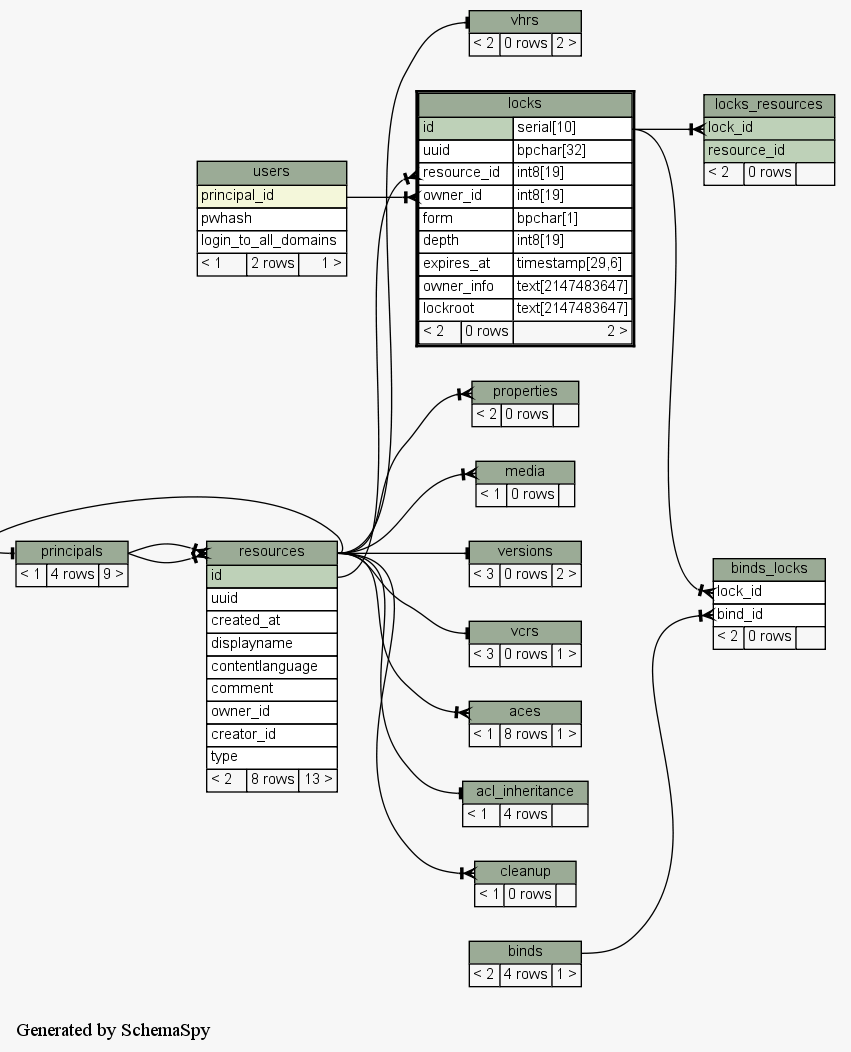 vhrs
< 2 0 rows 2 >
locks
id serial[10]
uuid bpchar[32]
resource_id int8[19]
owner_id int8[19]
form bpchar[1]
depth int8[19]
expires_at timestamp[29,6]
owner_info text[2147483647]
lockroot text[2147483647]
< 2 0 rows 2 >
locks_resources
lock_id
resource_id
< 2 0 rows
users
principal_id
pwhash
login_to_all_domains
< 1 2 rows 1 >
properties
< 2 0 rows
media
< 1 0 rows
principals
< 1 4 rows 9 >
resources
id
uuid
created_at
displayname
contentlanguage
comment
owner_id
creator_id
type
< 2 8 rows 13 >
versions
< 3 0 rows 2 >
binds_locks
lock_id
bind_id
< 2 0 rows
vcrs
< 3 0 rows 1 >
aces
< 1 8 rows 1 >
acl_inheritance
< 1 4 rows
cleanup
< 1 0 rows
binds
< 2 4 rows 1 >
Generated by SchemaSpy